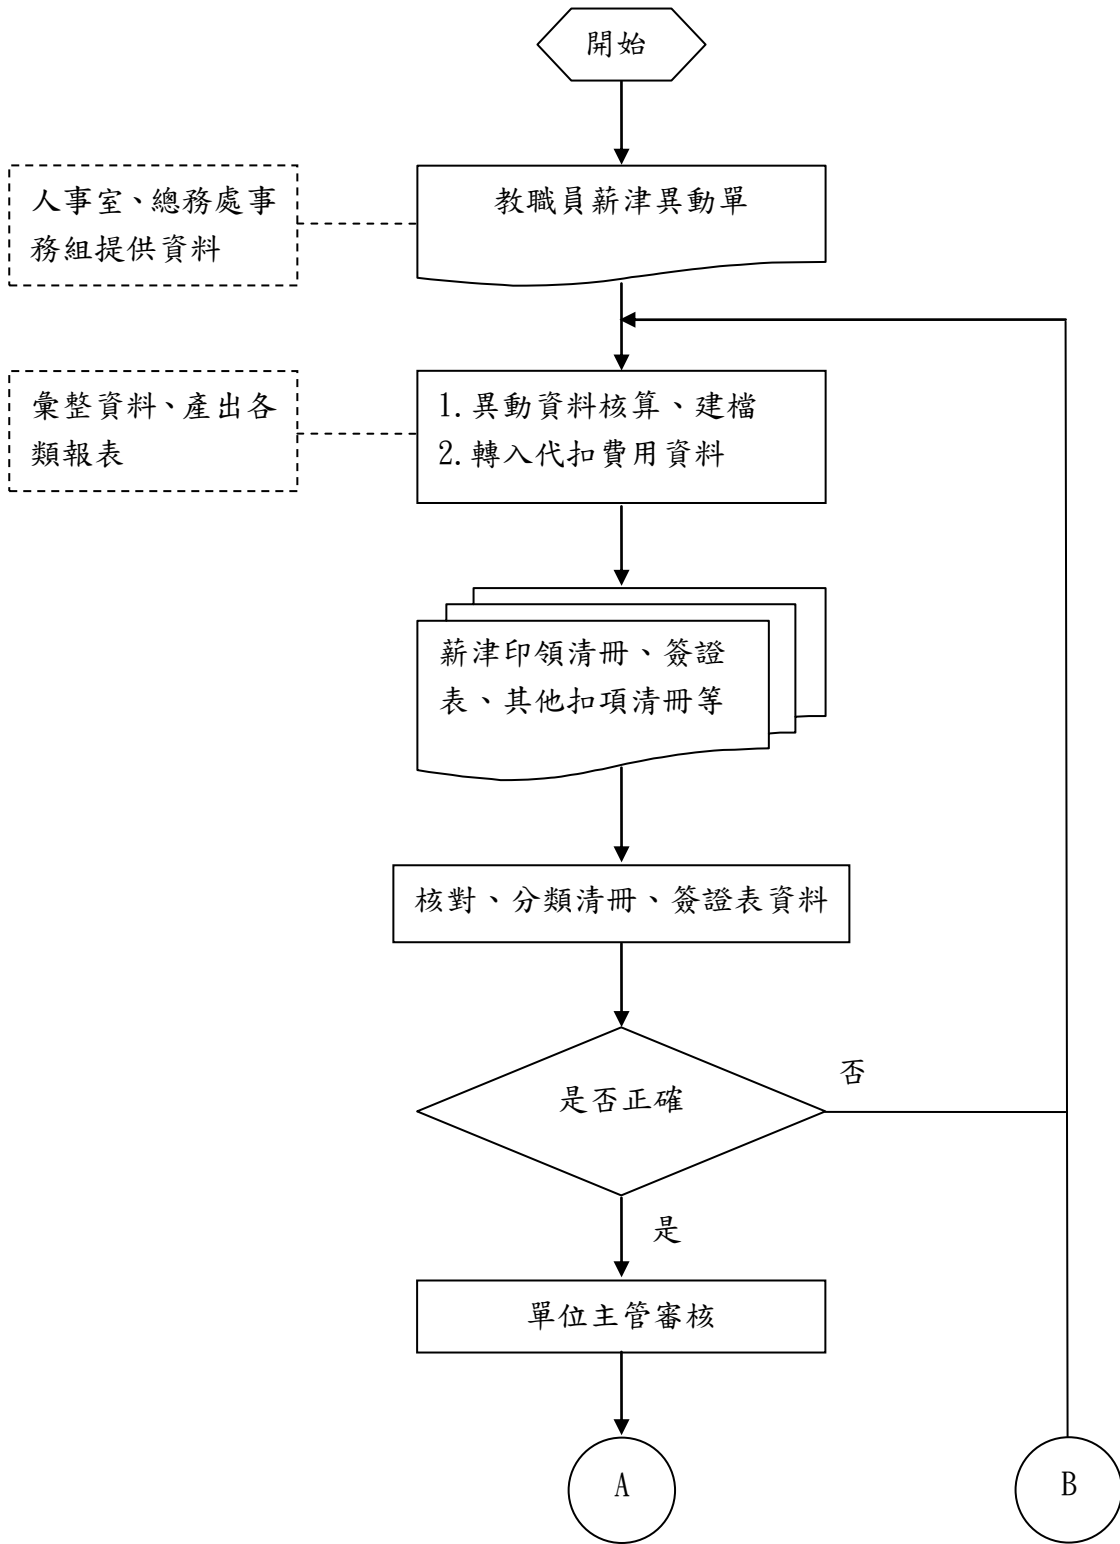 開始
人事室、總務處事
務組提供資料
教職員薪津異動單
彙整資料、產出各
類報表
1.異動資料核算、建檔
2.轉入代扣費用資料
薪津印領清冊、簽證
表、其他扣項清冊等
核對、分類清冊、簽證表資料
是否正確
否
是
單位主管審核
A
B